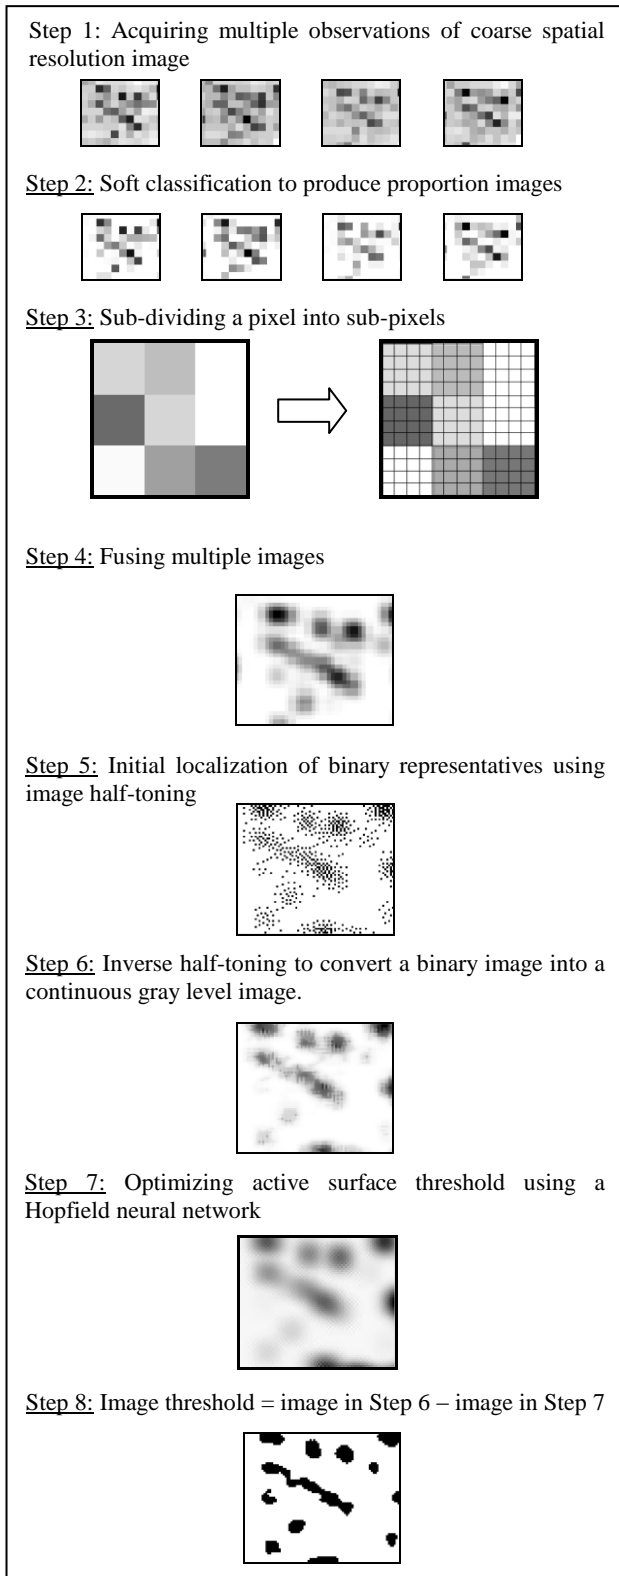 Step 1: Acquiring multiple observations of coarse spatial
resolution image
Step 2: Soft classification to produce proportion images
Step 3: Sub-dividing a pixel into sub-pixels
Step 4: Fusing multiple images
Step 5: Initial localization of binary representatives using
image half-toning
Step 6: Inverse half-toning to convert a binary image into a
continuous gray level image.
Step 7: Optimizing active surface threshold using a
Hopfield neural network
Step 8: Image threshold = image in Step 6 – image in Step 7